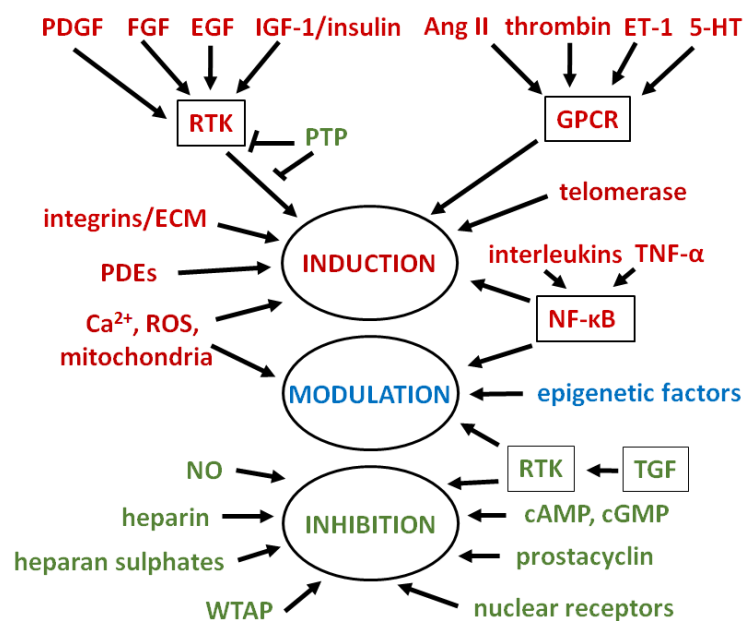 PDGF FGF EGF IGF-1/insulin Ang II thrombin ET-1 5-HT
RTK PTP GPCR
telomerase
integrins/ECM
INDUCTION
interleukins TNF-α
PDEs
NF-κB
Ca²⁺, ROS,
mitochondria
MODULATION
epigenetic factors
NO
RTK TGF
heparin
INHIBITION
cAMP, cGMP
heparan sulphates
prostacyclin
WTAP
nuclear receptors